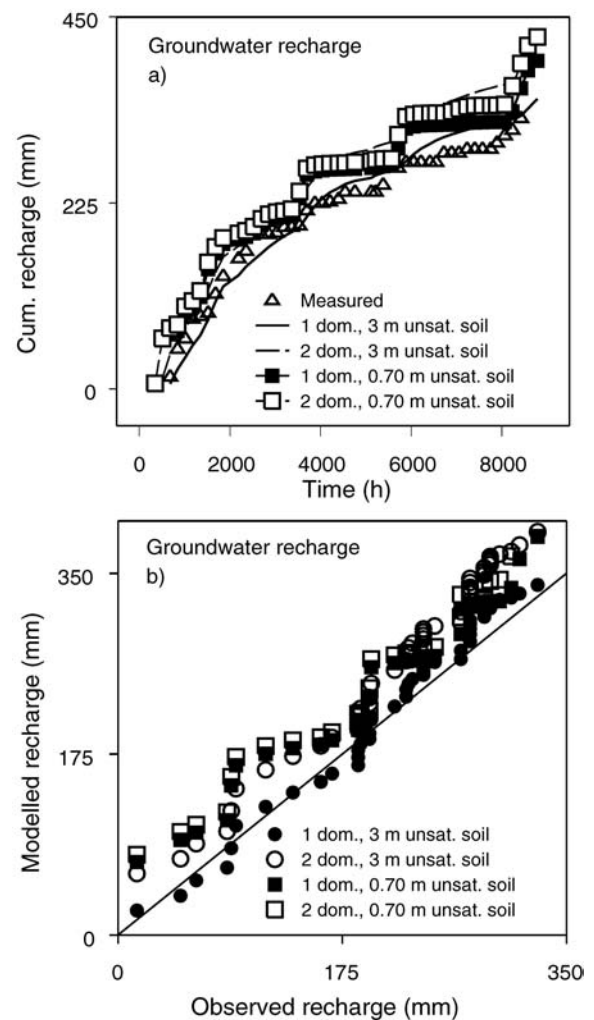 450
Groundwater recharge
a)
225
Cum. recharge (mm)
Measured
1 dom., 3 m unsat. soil
2 dom., 3 m unsat. soil
1 dom., 0.70 m unsat. soil
2 dom., 0.70 m unsat. soil
0
0 2000 4000 6000 8000
Time (h)
Groundwater recharge
b)
350
175
Modelled recharge (mm)
1 dom., 3 m unsat. soil
2 dom., 3 m unsat. soil
1 dom., 0.70 m unsat. soil
2 dom., 0.70 m unsat. soil
0
0 175 350
Observed recharge (mm)